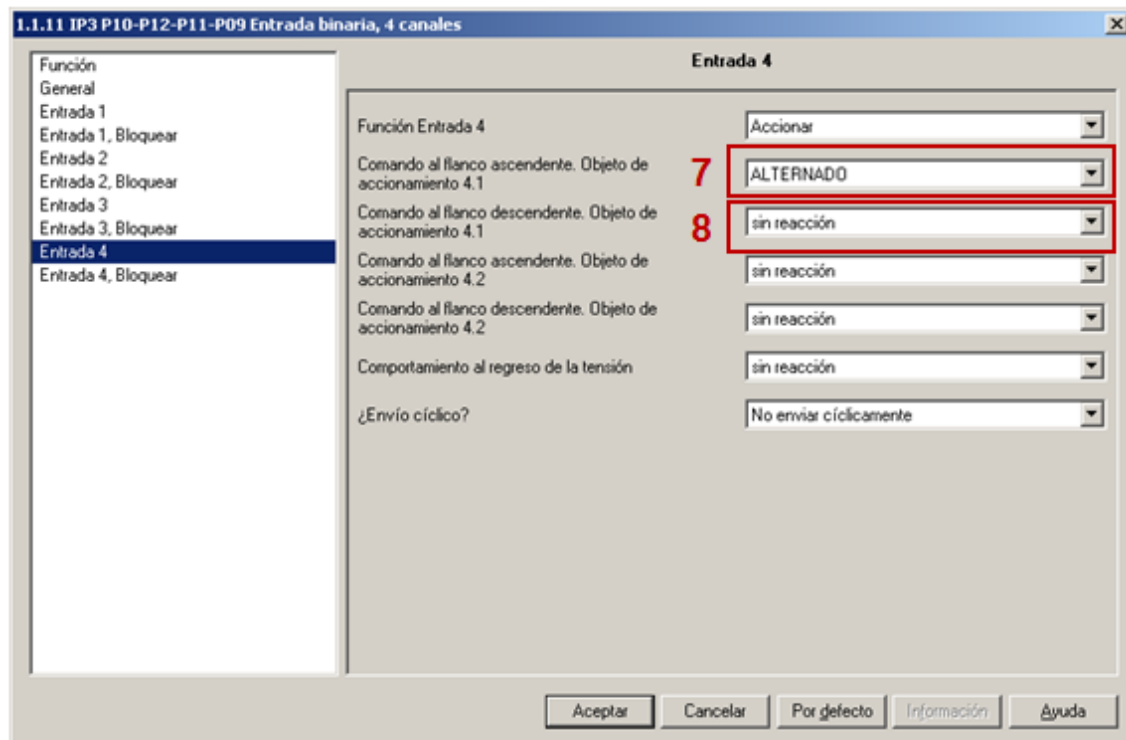 1.1.11 IP3 P10-P12-P11-P09 Entrada binaria, 4 canales
Función
General
Entrada 1
Entrada 1, Bloquear
Entrada 2
Entrada 2, Bloquear
Entrada 3
Entrada 3, Bloquear
Entrada 4
Entrada 4, Bloquear
Entrada 4
Función Entrada 4
Accionar
Comando al flanco ascendente. Objeto de
accionamiento 4.1
7
ALTERNADO
Comando al flanco descendente. Objeto de
accionamiento 4.1
8
sin reacción
Comando al flanco ascendente. Objeto de
accionamiento 4.2
sin reacción
Comando al flanco descendente. Objeto de
accionamiento 4.2
sin reacción
Comportamiento al regreso de la tensión
sin reacción
¿Envío cíclico?
No enviar cíclicamente
Aceptar
Cancelar
Por defecto
Información
Ayuda